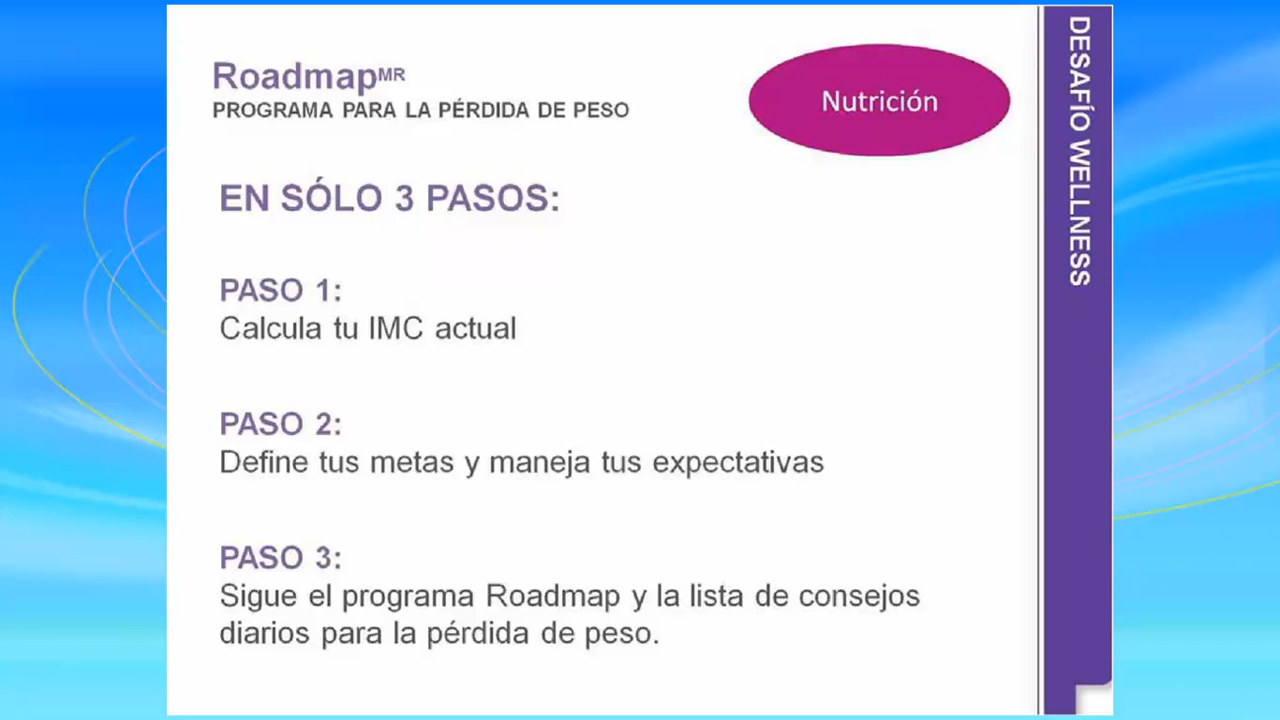 Roadmap MR
PROGRAMA PARA LA PÉRDIDA DE PESO
Nutrición
DESAFÍO WELLNESS
EN SÓLO 3 PASOS:
PASO 1:
Calcula tu IMC actual
PASO 2:
Define tus metas y maneja tus expectativas
PASO 3:
Sigue el programa Roadmap y la lista de consejos
diarios para la pérdida de peso.